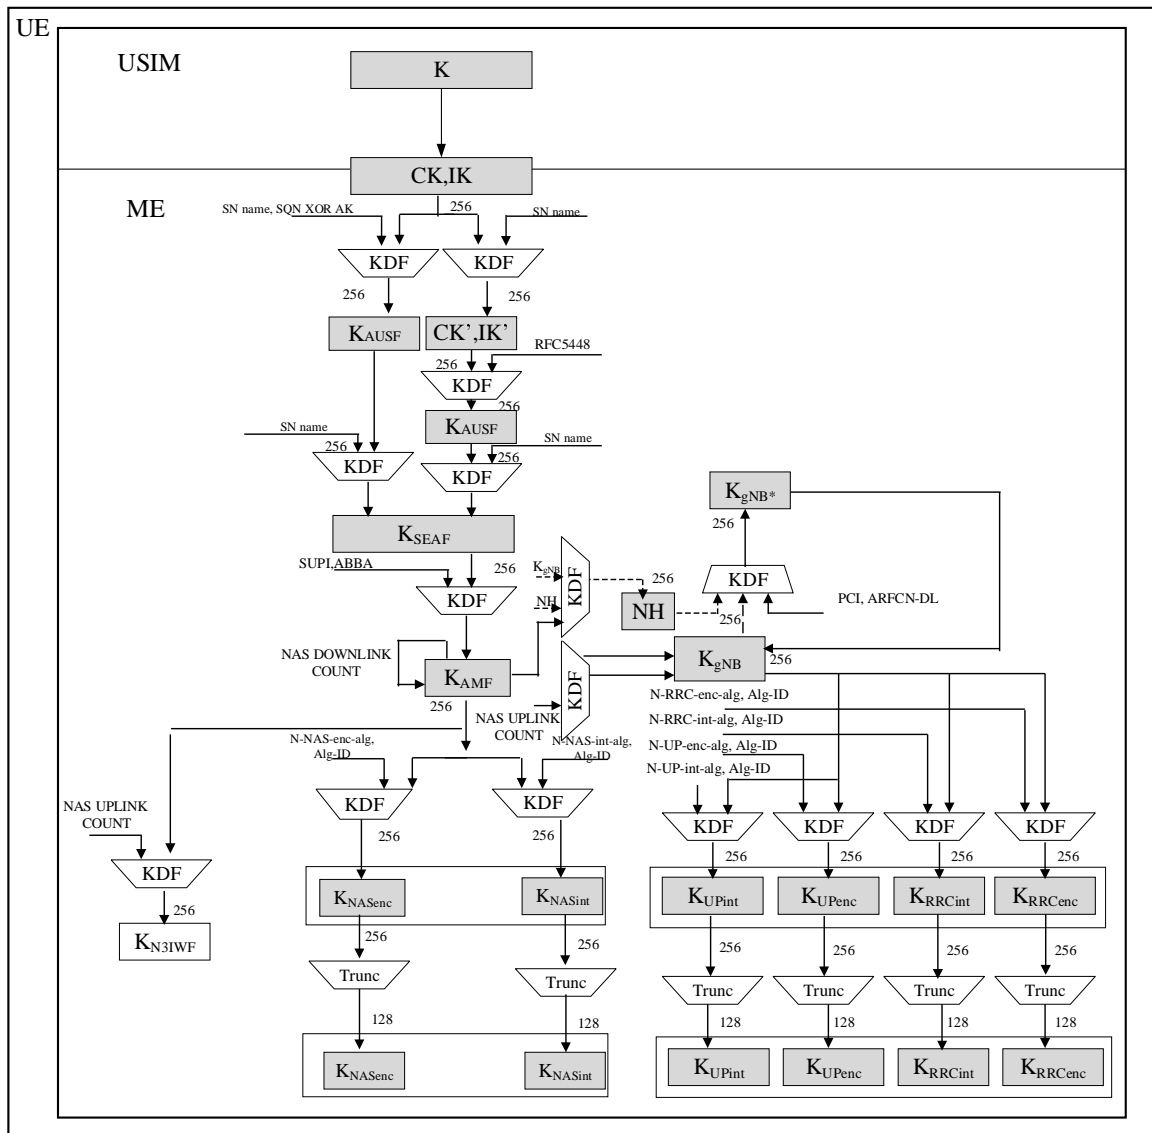 UE
USIM
K
CK,IK
ME
SN name, SQN XOR AK
256
SN name
KDF
KDF
256
256
KAUSF
CK',IK'
RFC5448
256
KDF
256
KAUSF
SN name
SN name
256
256
KDF
KDF
KSEAF
SUPI,ABBA
256
KDF
NAS DOWNLINK
COUNT
KAMF
256
KgNB
NH
KDF
256
NH
KgNB*
256
KDF
256
PCI, ARFCN-DL
KgNB
256
KDF
NAS UPLINK
COUNT
N-RRC-enc-alg, Alg-ID
N-RRC-int-alg, Alg-ID
N-UP-enc-alg, Alg-ID
N-UP-int-alg, Alg-ID
N-NAS-enc-alg,
Alg-ID
N-NAS-int-alg,
Alg-ID
NAS UPLINK
COUNT
KDF
256
KN3IWF
KDF
KDF
256
256
KNASenc
KNASint
256
256
Trunc
Trunc
128
128
KNASenc
KNASint
KDF
KDF
KDF
KDF
256
256
256
256
KUPint
KUPenc
KRRCint
KRRCenc
256
256
256
256
Trunc
Trunc
Trunc
Trunc
128
128
128
128
KUPint
KUPenc
KRRCint
KRRCenc